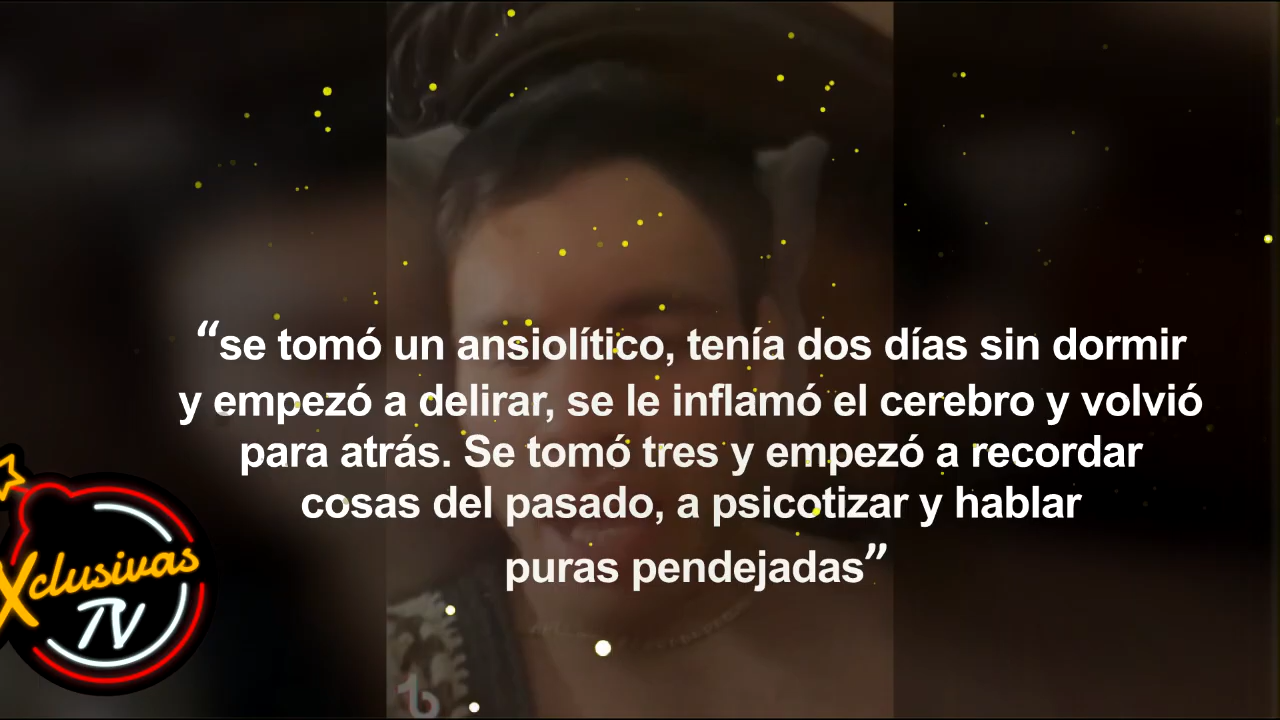 “se tomó un ansiolítico, tenía dos días sin dormir
y empezó a delirar, se le inflamó el cerebro y volvió
para atrás. Se tomó tres y empezó a recordar
cosas del pasado, a psicotizar y hablar
puras pendejadas”
Xclusivas
TV